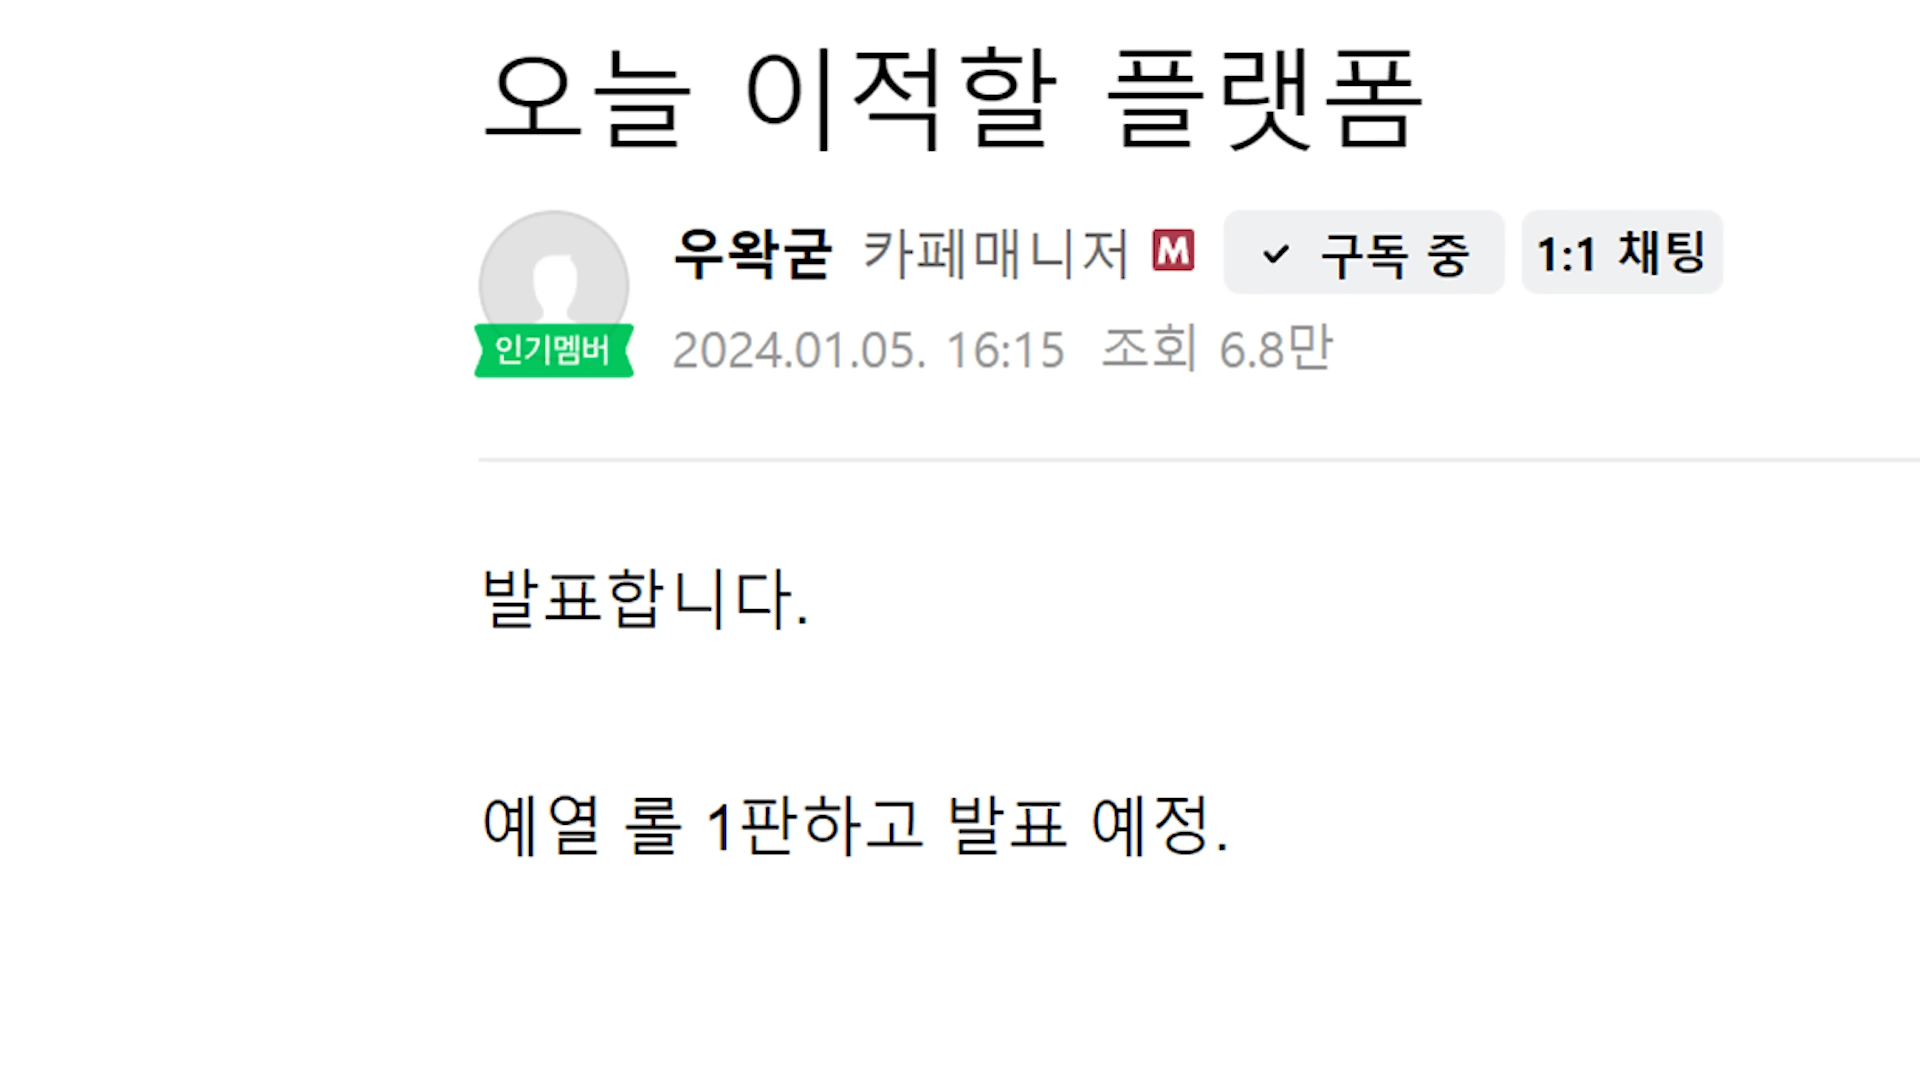 오늘 이적할 플랫폼
우왁굳 카페매니저 M 구독 중 1:1 채팅
인기멤버 2024.01.05. 16:15 조회 6.8만
발표합니다.
예열 롤 1판하고 발표 예정.